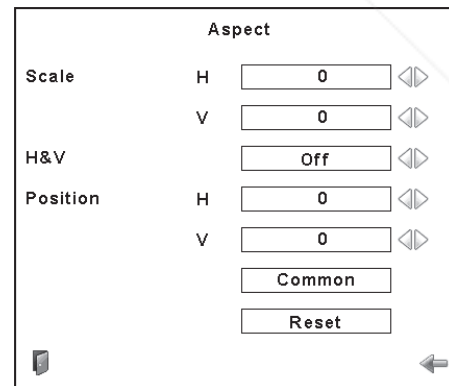 Aspect
Scale H 0
V 0
H&V Off
Position H 0
V 0
Common
Reset